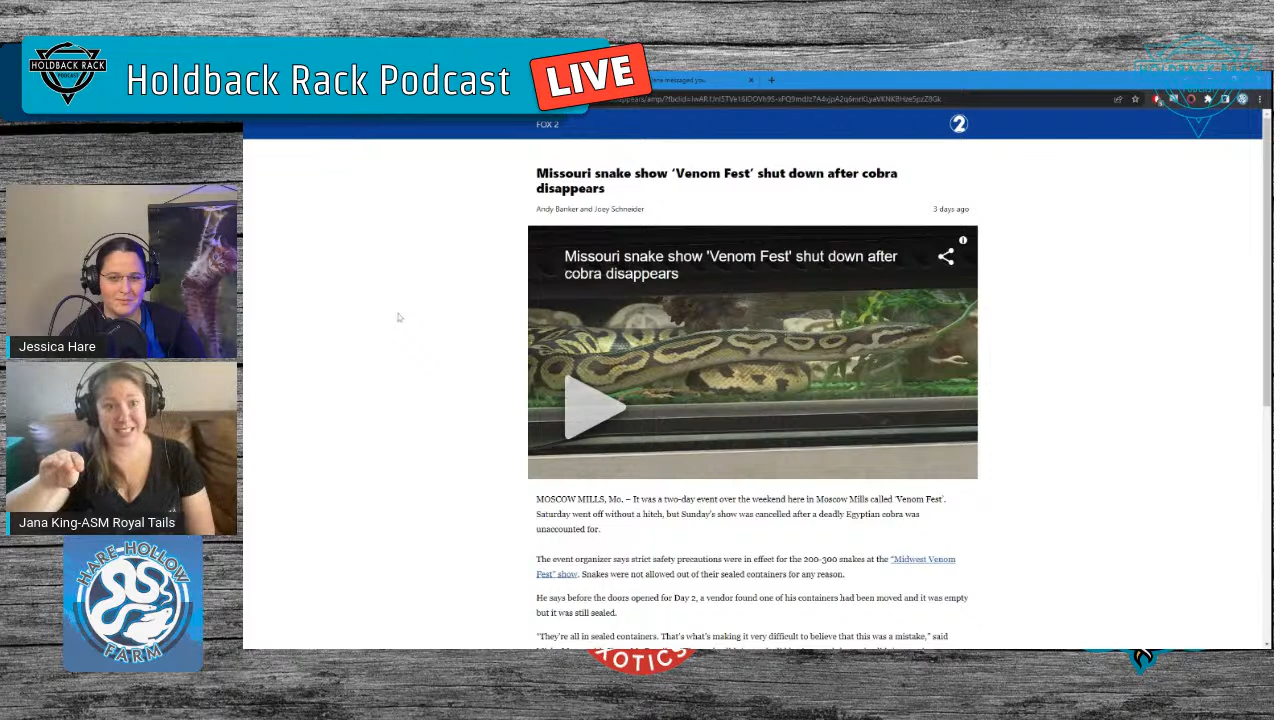 HOLDBACK RACK
PODCAST
Holdback Rack Podcast
LIVE
messaged you
HOLDBACK RACK
PODCAST
FOX 2
2
Missouri snake show ‘Venom Fest’ shut down after cobra
disappears
Andy Banker and Joey Schneider
3 days ago
Missouri snake show 'Venom Fest' shut down after
cobra disappears
MOSCOW MILLS, Mo. – It was a two-day event over the weekend here in Moscow Mills called ‘Venom Fest’.
Saturday went off without a hitch, but Sunday’s show was cancelled after a deadly Egyptian cobra was
unaccounted for.
The event organizer says strict safety precautions were in effect for the 200-300 snakes at the “Midwest Venom
Fest” show. Snakes were not allowed out of their sealed containers for any reason.
He says before the doors opened for Day 2, a vendor found one of his containers had been moved and it was empty
but it was still sealed.
“They’re all in sealed containers. That’s what’s making it very difficult to believe that this was a mistake,” said
Jessica Hare
Jana King-ASM Royal Tails
HARE HOLLOW
FARM
EXOTICS